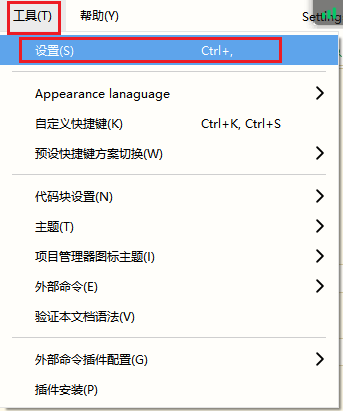 工具(T) 帮助(Y) Setting
设置(S) Ctrl+,
Appearance lanaguage
自定义快捷键(K) Ctrl+K, Ctrl+S
预设快捷键方案切换(W)
代码块设置(N)
主题(T)
项目管理器图标主题(I)
外部命令(E)
验证本文档语法(V)
外部命令插件配置(G)
插件安装(P)